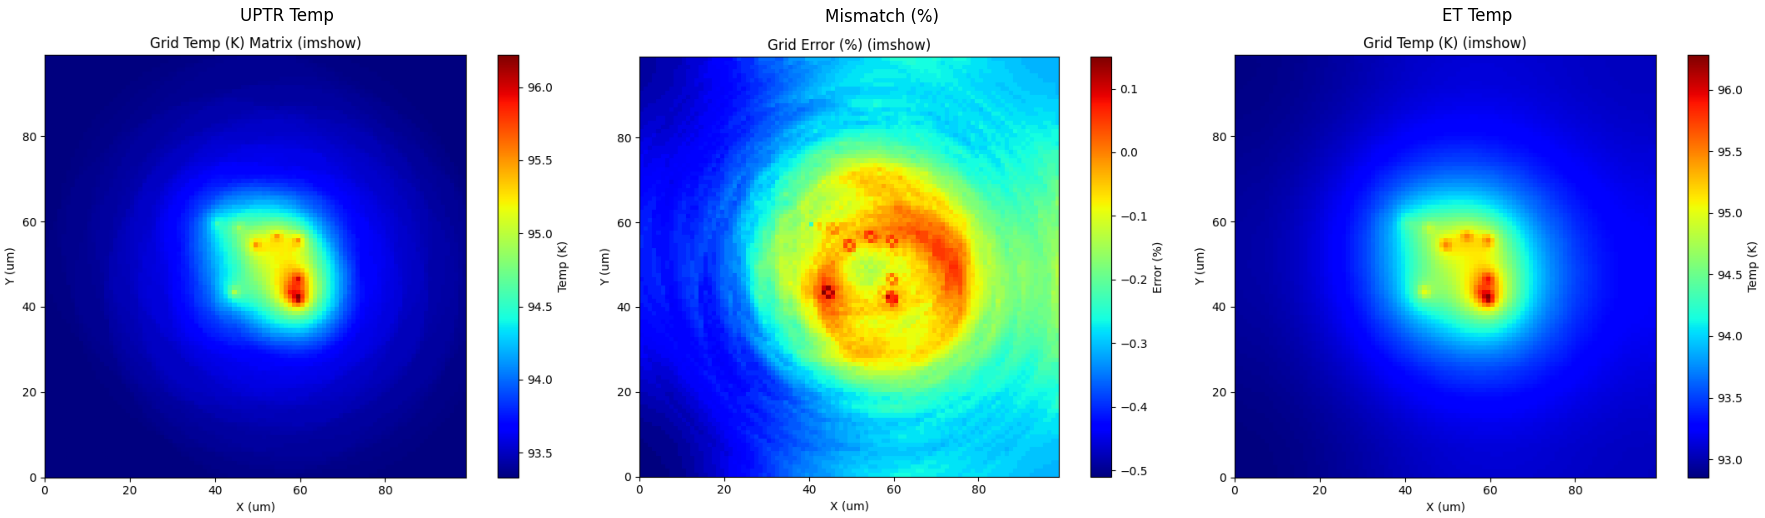 UPTR Temp
Grid Temp (K) Matrix (imshow)
80
60
40
20
0
0 20 40 60 80
Y (um)
X (um)
96.0
95.5
95.0
94.5
94.0
93.5
Temp (K)
Mismatch (%)
Grid Error (%) (imshow)
80
60
40
20
0
0 20 40 60 80
Y (um)
X (um)
0.1
0.0
−0.1
−0.2
−0.3
−0.4
−0.5
Error (%)
ET Temp
Grid Temp (K) (imshow)
80
60
40
20
0
0 20 40 60 80
Y (um)
X (um)
96.0
95.5
95.0
94.5
94.0
93.5
93.0
Temp (K)